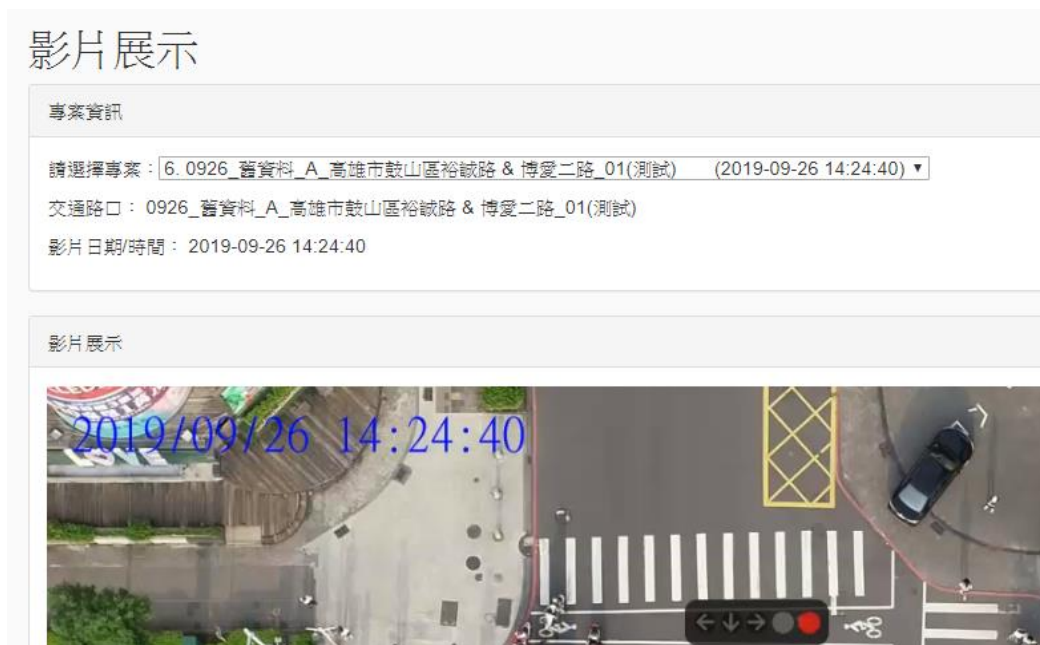 影片展示
專案資訊
請選擇專案：6. 0926_舊資料_A_高雄市鼓山區裕誠路 & 博愛二路_01(測試) (2019-09-26 14:24:40)
交通路口： 0926_舊資料_A_高雄市鼓山區裕誠路 & 博愛二路_01(測試)
影片日期/時間： 2019-09-26 14:24:40
影片展示
2019/09/26 14:24:40